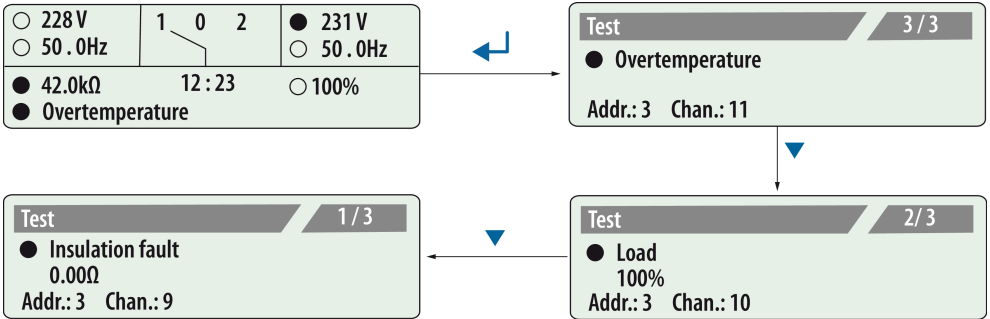 228 V 1 0 2 231 V
50 . 0Hz 50 . 0Hz
42.0kΩ 12 : 23 100%
Overtemperature
Test 3 / 3
Overtemperature
Addr.: 3 Chan.: 11
Test 1 / 3
Insulation fault
0.00Ω
Addr.: 3 Chan.: 9
Test 2/ 3
Load
100%
Addr.: 3 Chan.: 10